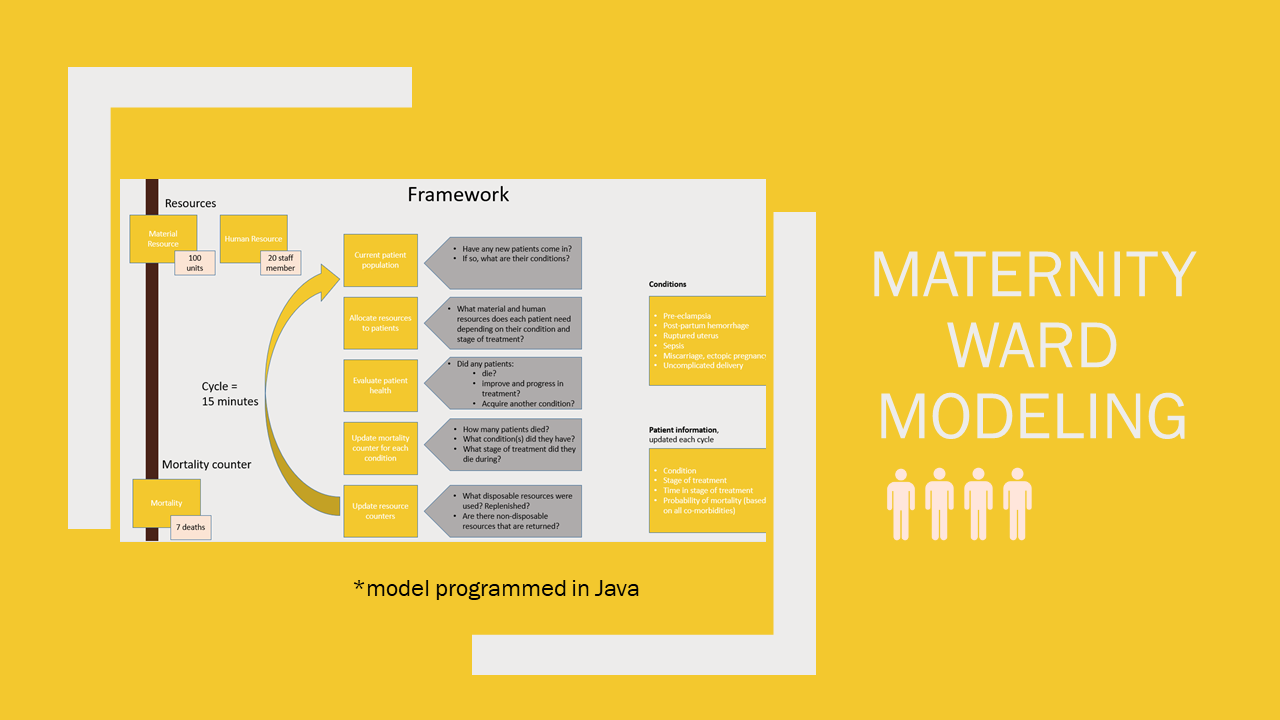 Framework
Resources
Material
Resource
100
units
Human Resource
20 staff
member
Cycle =
15 minutes
Mortality counter
Mortality
7 deaths
Current patient
population
• Have any new patients come in?
• If so, what are their conditions?
Allocate resources
to patients
• What material and human
resources does each patient need
depending on their condition and
stage of treatment?
Evaluate patient
health
• Did any patients:
• die?
• improve and progress in
treatment?
• Acquire another condition?
Update mortality
counter for each
condition
• How many patients died?
• What condition(s) did they have?
• What stage of treatment did they
die during?
Update resource
counters
• What disposable resources were
used? Replenished?
• Are there non-disposable
resources that are returned?
Conditions
• Pre-eclampsia
• Post-partum hemorrhage
• Ruptured uterus
• Sepsis
• Miscarriage, ectopic pregnanc
• Uncomplicated delivery
Patient information,
updated each cycle
• Condition
• Stage of treatment
• Time in stage of treatment
• Probability of mortality (based
on all co-morbidities)
*model programmed in Java
MATERNITY
WARD
MODELING